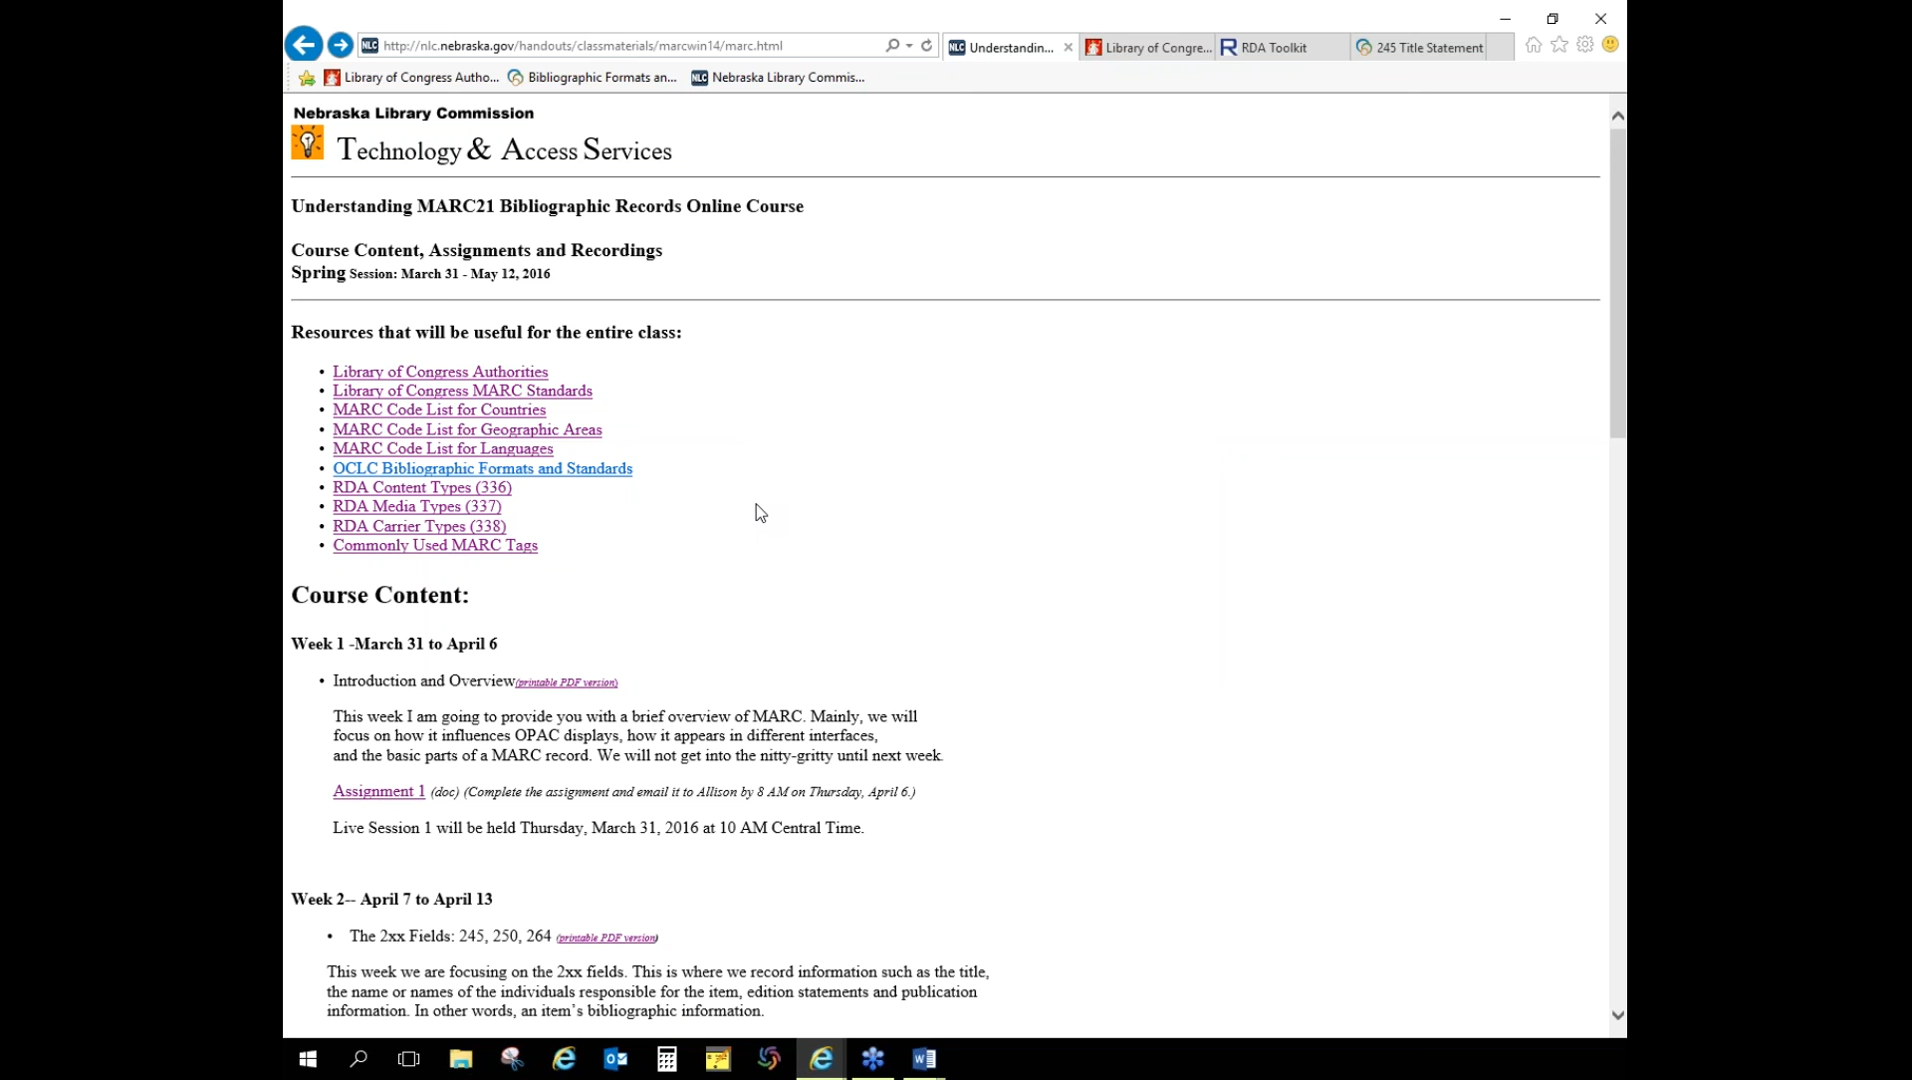 http://nlc.nebraska.gov/handouts/classmaterials/marcwin14/marc.html
NLC Understandin...
Library of Congre...
RDA Toolkit
245 Title Statement
Library of Congress Autho...
Bibliographic Formats an...
NLC Nebraska Library Commis...
Nebraska Library Commission
Technology & Access Services
Understanding MARC21 Bibliographic Records Online Course
Course Content, Assignments and Recordings
Spring Session: March 31 - May 12, 2016
Resources that will be useful for the entire class:
• Library of Congress Authorities
• Library of Congress MARC Standards
• MARC Code List for Countries
• MARC Code List for Geographic Areas
• MARC Code List for Languages
• OCLC Bibliographic Formats and Standards
• RDA Content Types (336)
• RDA Media Types (337)
• RDA Carrier Types (338)
• Commonly Used MARC Tags
Course Content:
Week 1 -March 31 to April 6
• Introduction and Overview(printable PDF version)
This week I am going to provide you with a brief overview of MARC. Mainly, we will
focus on how it influences OPAC displays, how it appears in different interfaces,
and the basic parts of a MARC record. We will not get into the nitty-gritty until next week.
Assignment 1 (doc) (Complete the assignment and email it to Allison by 8 AM on Thursday, April 6.)
Live Session 1 will be held Thursday, March 31, 2016 at 10 AM Central Time.
Week 2-- April 7 to April 13
• The 2xx Fields: 245, 250, 264 (printable PDF version)
This week we are focusing on the 2xx fields. This is where we record information such as the title,
the name or names of the individuals responsible for the item, edition statements and publication
information. In other words, an item's bibliographic information.